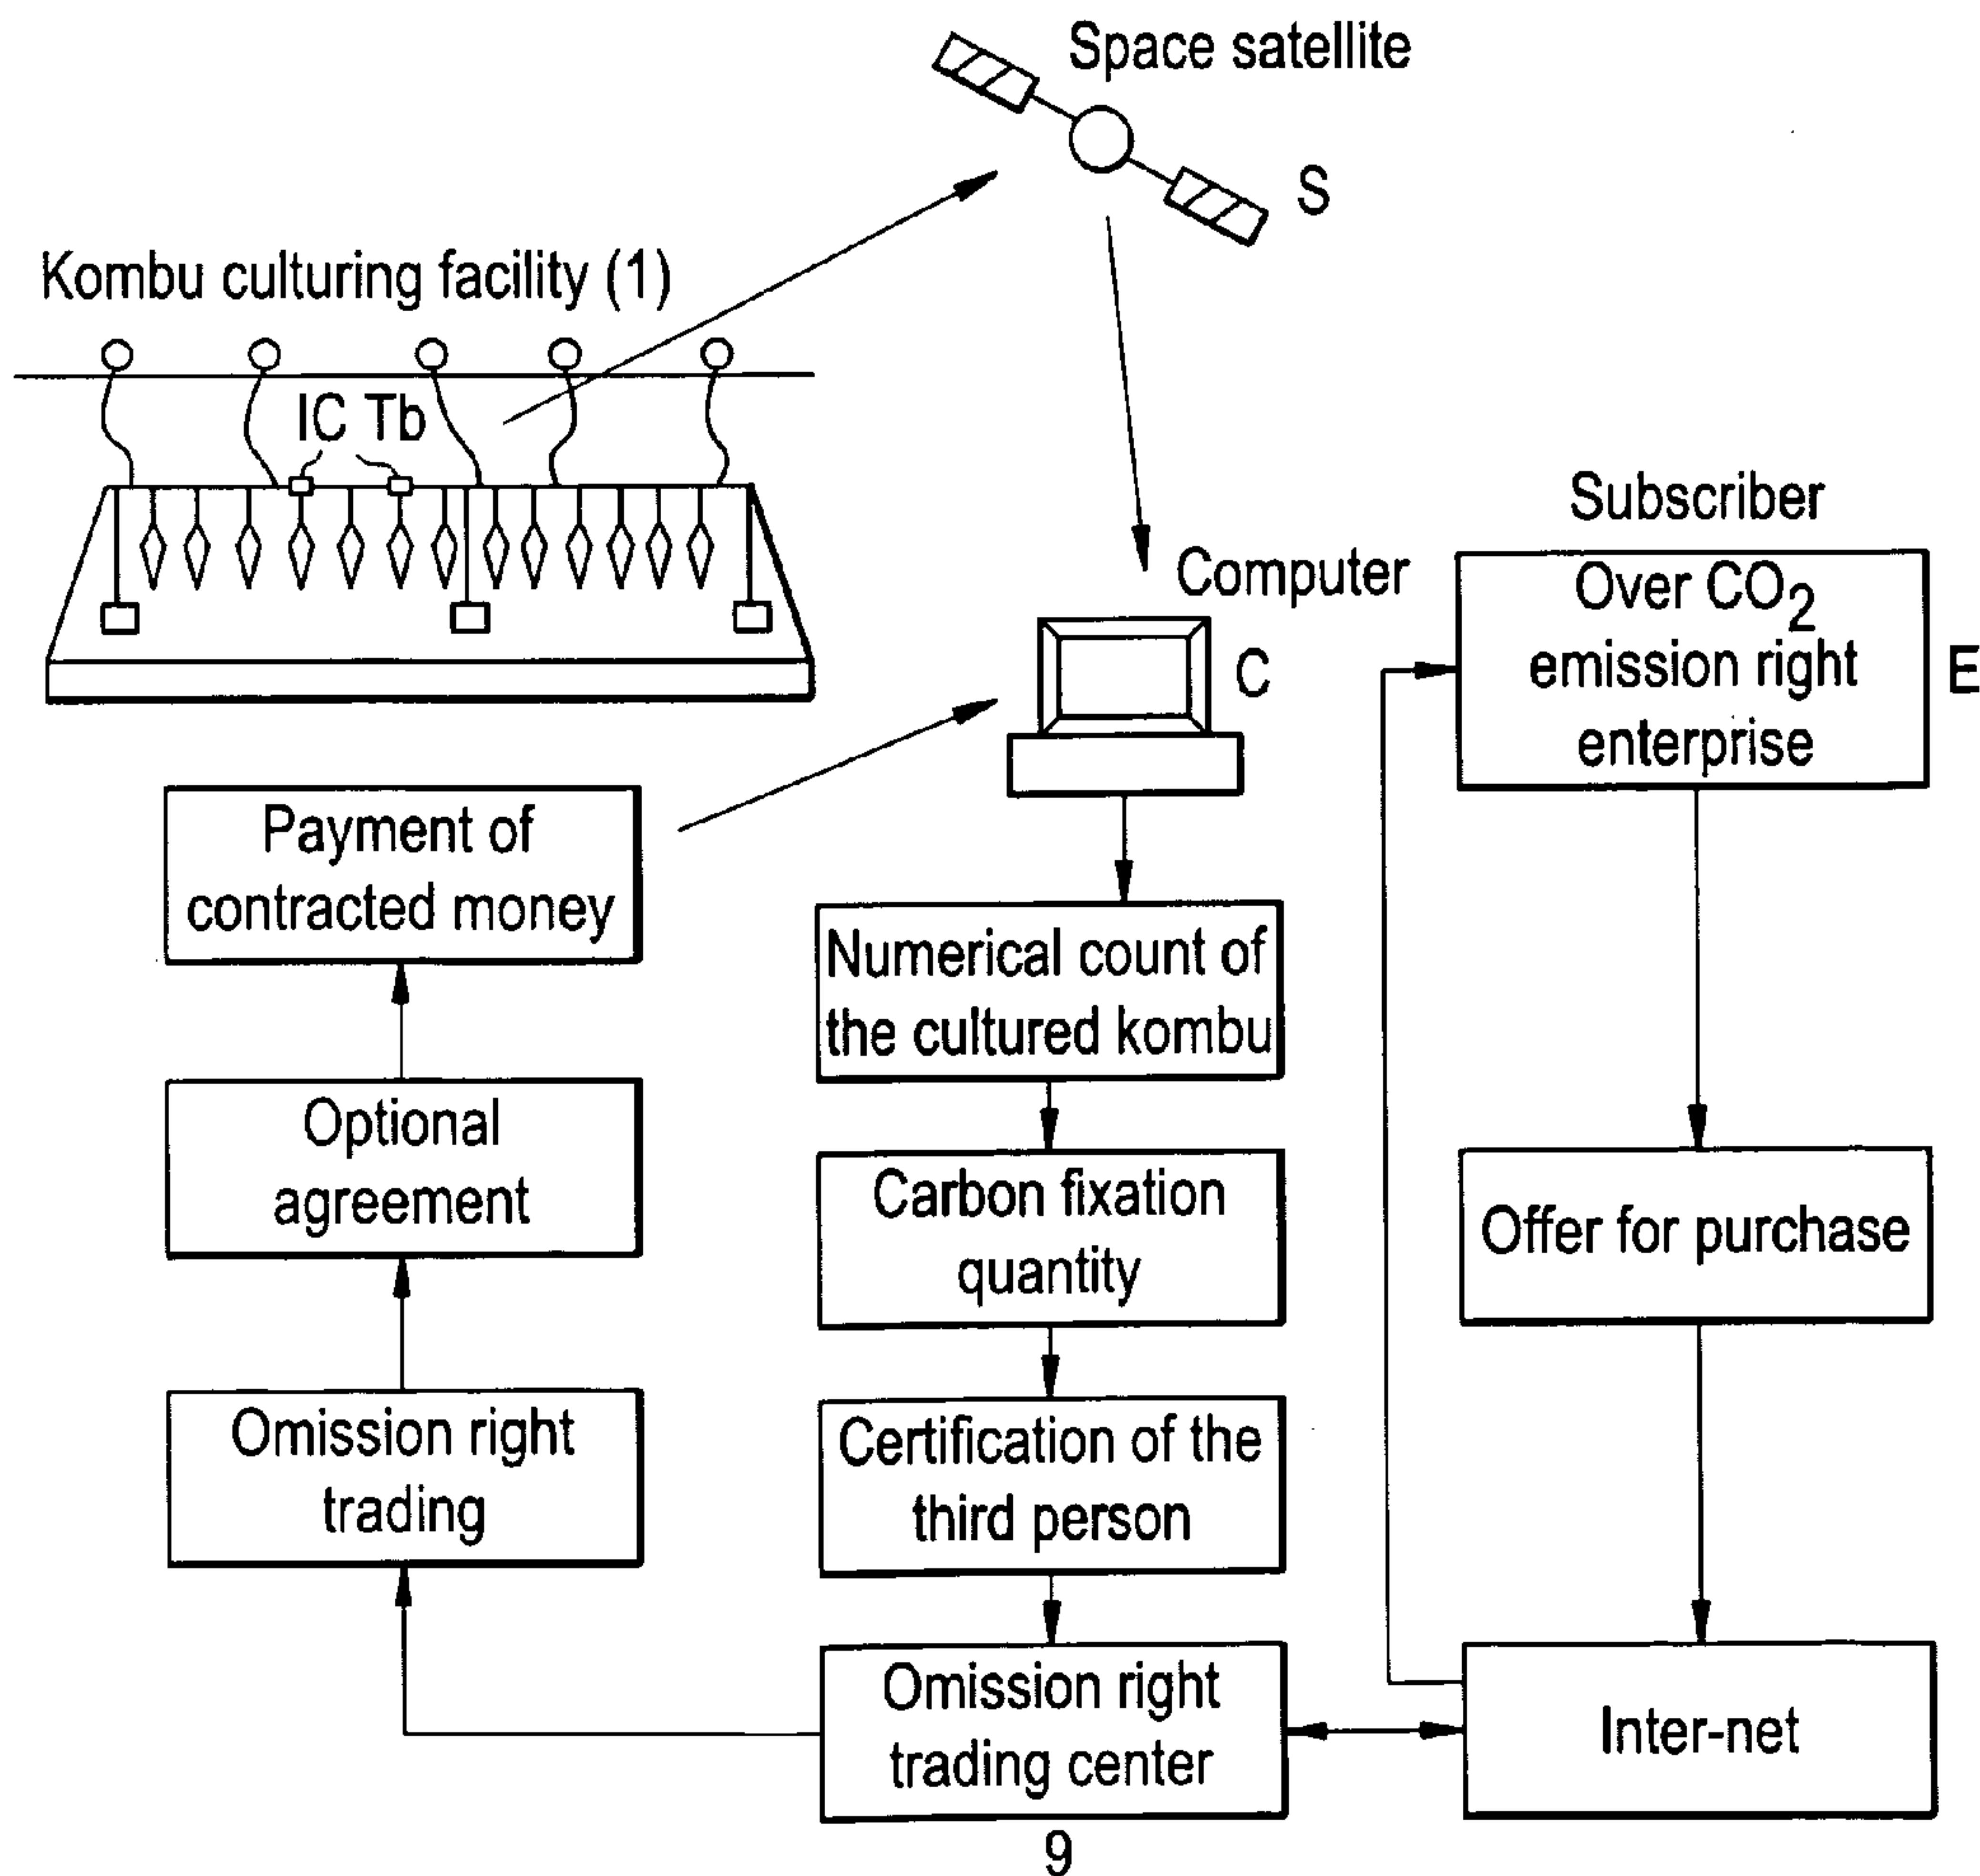 Space satellite
S
Kombu culturing facility (1)
IC Tb
Computer
C
Subscriber
Over CO2
emission right
enterprise
E
Payment of
contracted money
Numerical count of
the cultured kombu
Optional
agreement
Carbon fixation
quantity
Offer for purchase
Omission right
trading
Certification of the
third person
Omission right
trading center
9
Inter-net